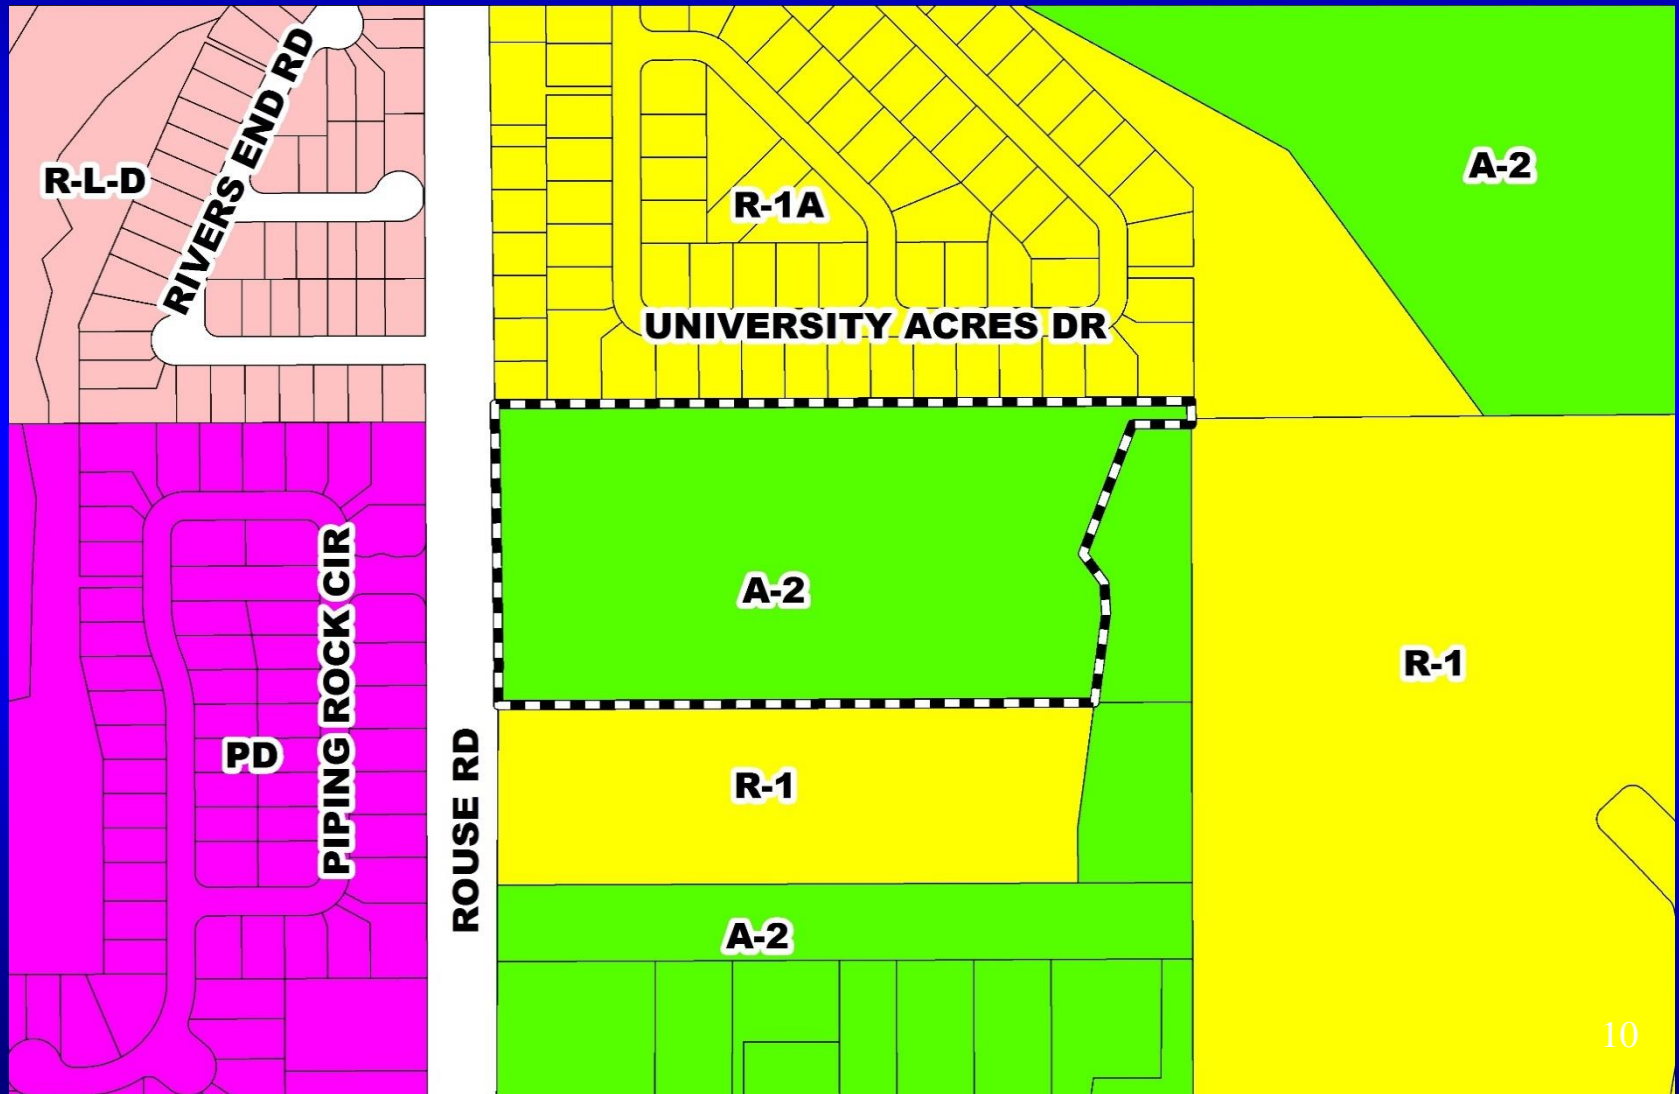 RIVERS END RD
R-L-D
A-2
R-1A
UNIVERSITY ACRES DR
PIPING ROCK CIR
A-2
R-1
PD
R-1
ROUSE RD
A-2
10